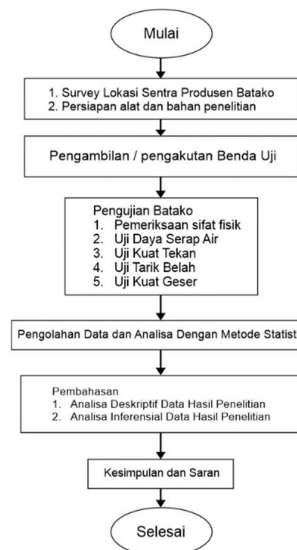 Mulai
1. Survey Lokasi Sentra Produsen Batako
2. Persiapan alat dan bahan penelitian
Pengambilan / pengakutan Benda Uji
Pengujian Batako
1. Pemeriksaan sifat fisik
2. Uji Daya Serap Air
3. Uji Kuat Tekan
4. Uji Tarik Belah
5. Uji Kuat Geser
Pengolahan Data dan Analisa Dengan Metode Statist
Pembahasan
1. Analisa Deskriptif Data Hasil Penelitian
2. Analisa Inferensial Data Hasil Penelitian
Kesimpulan dan Saran
Selesai